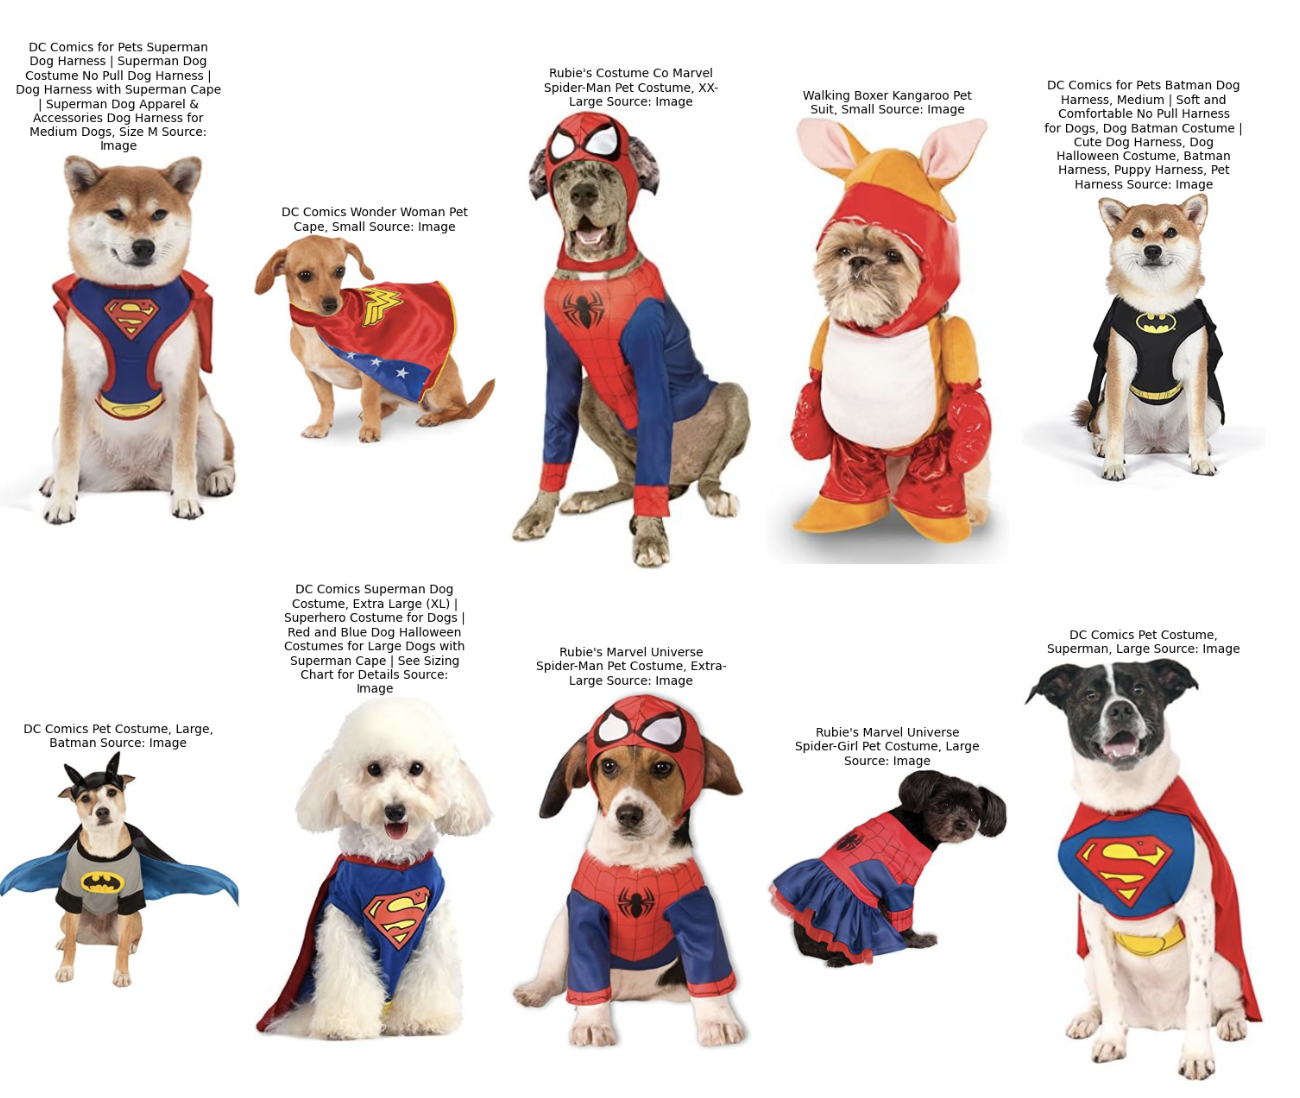 DC Comics for Pets Superman
Dog Harness | Superman Dog
Costume No Pull Dog Harness |
Dog Harness with Superman Cape
| Superman Dog Apparel &
Accessories Dog Harness for
Medium Dogs, Size M Source:
Image
DC Comics Wonder Woman Pet
Cape, Small Source: Image
Rubie's Costume Co Marvel
Spider-Man Pet Costume, XX-
Large Source: Image
Walking Boxer Kangaroo Pet
Suit, Small Source: Image
DC Comics for Pets Batman Dog
Harness, Medium | Soft and
Comfortable No Pull Harness
for Dogs, Dog Batman Costume |
Cute Dog Harness, Dog
Halloween Costume, Batman
Harness, Puppy Harness, Pet
Harness Source: Image
DC Comics Pet Costume, Large,
Batman Source: Image
DC Comics Superman Dog
Costume, Extra Large (XL) |
Superhero Costume for Dogs |
Red and Blue Dog Halloween
Costumes for Large Dogs with
Superman Cape | See Sizing
Chart for Details Source:
Image
Rubie's Marvel Universe
Spider-Man Pet Costume, Extra-
Large Source: Image
Rubie's Marvel Universe
Spider-Girl Pet Costume, Large
Source: Image
DC Comics Pet Costume,
Superman, Large Source: Image